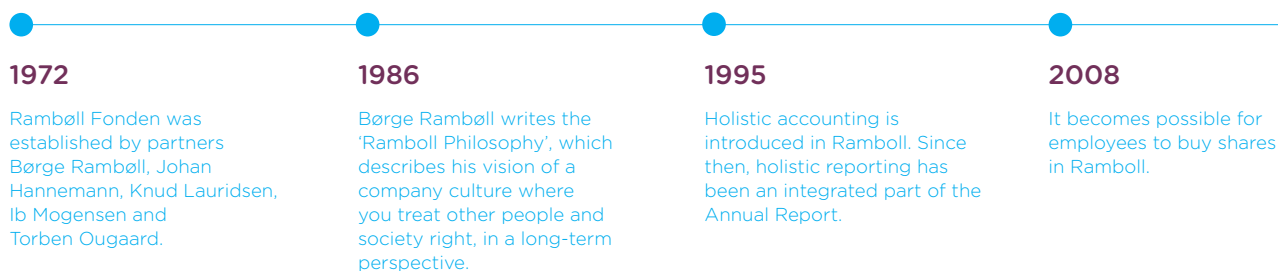 1972
Rambøll Fonden was
established by partners
Børge Rambøll, Johan
Hannemann, Knud Lauridsen,
Ib Mogensen and
Torben Ougaard.
1986
Børge Rambøll writes the
‘Ramboll Philosophy’, which
describes his vision of a
company culture where
you treat other people and
society right, in a long-term
perspective.
1995
Holistic accounting is
introduced in Ramboll. Since
then, holistic reporting has
been an integrated part of the
Annual Report.
2008
It becomes possible for
employees to buy shares
in Ramboll.